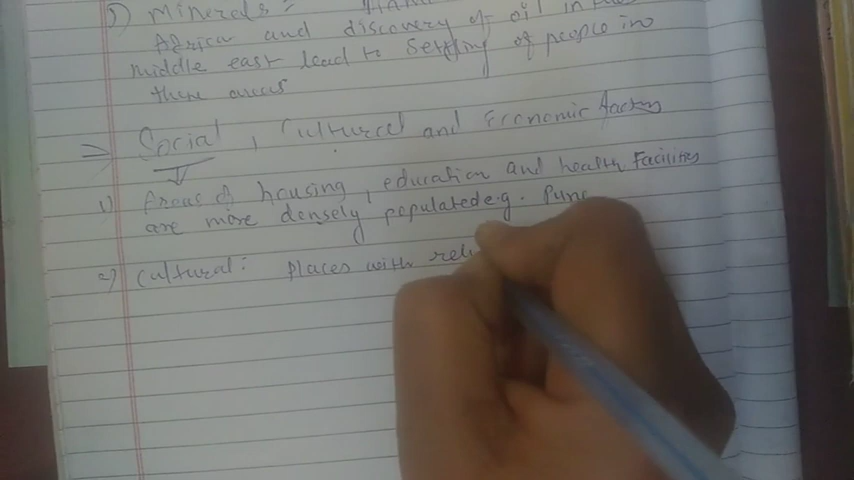 5) Minerals:
Africa and discovery of oil in the
middle east lead to settling of people in
these areas
⇒ Social, Cultural and Economic factors
1) Areas of housing, education and health Facilities
are more densely populated e.g. Pune
2) Cultural: Places with reli